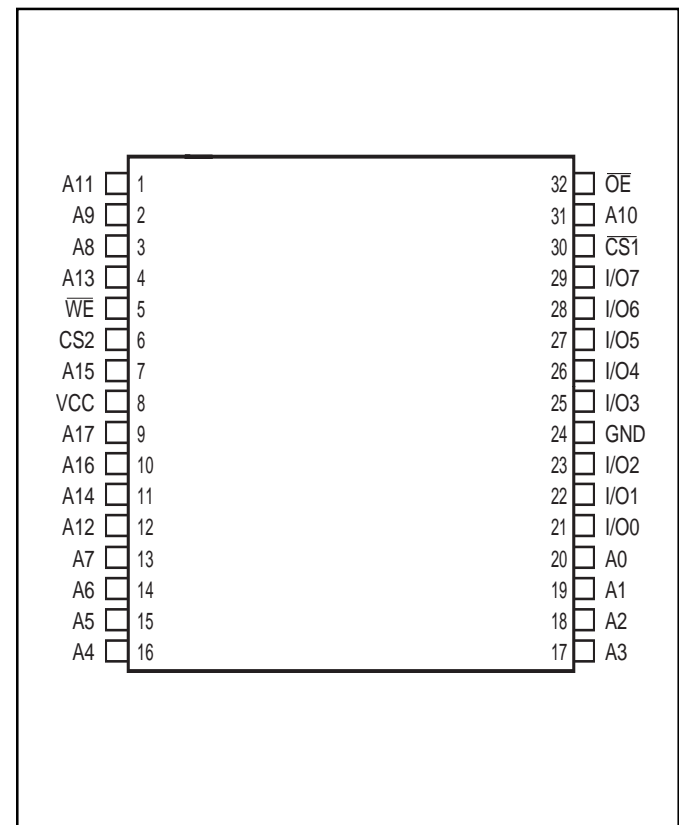 A11 1 32 O̅E̅
A9 2 31 A10
A8 3 30 C̅S̅1̅
A13 4 29 I/O7
W̅E̅ 5 28 I/O6
CS2 6 27 I/O5
A15 7 26 I/O4
VCC 8 25 I/O3
A17 9 24 GND
A16 10 23 I/O2
A14 11 22 I/O1
A12 12 21 I/O0
A7 13 20 A0
A6 14 19 A1
A5 15 18 A2
A4 16 17 A3